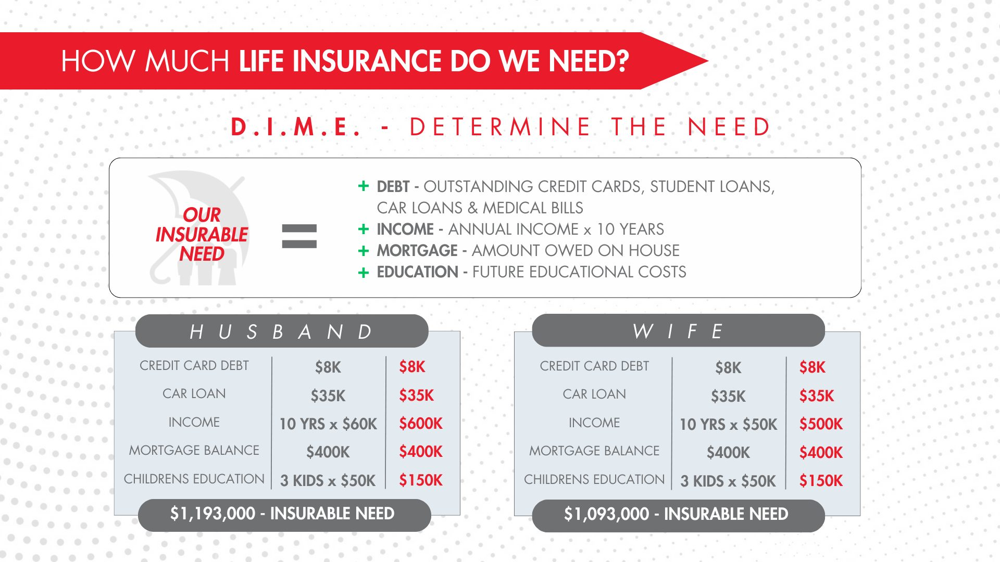 HOW MUCH LIFE INSURANCE DO WE NEED?
D.I.M.E. - DETERMINE THE NEED
OUR
INSURABLE
NEED
=
+ DEBT - OUTSTANDING CREDIT CARDS, STUDENT LOANS,
CAR LOANS & MEDICAL BILLS
+ INCOME - ANNUAL INCOME x 10 YEARS
+ MORTGAGE - AMOUNT OWED ON HOUSE
+ EDUCATION - FUTURE EDUCATIONAL COSTS
HUSBAND
CREDIT CARD DEBT $8K $8K
CAR LOAN $35K $35K
INCOME 10 YRS x $60K $600K
MORTGAGE BALANCE $400K $400K
CHILDRENS EDUCATION 3 KIDS x $50K $150K
$1,193,000 - INSURABLE NEED
WIFE
CREDIT CARD DEBT $8K $8K
CAR LOAN $35K $35K
INCOME 10 YRS x $50K $500K
MORTGAGE BALANCE $400K $400K
CHILDRENS EDUCATION 3 KIDS x $50K $150K
$1,093,000 - INSURABLE NEED